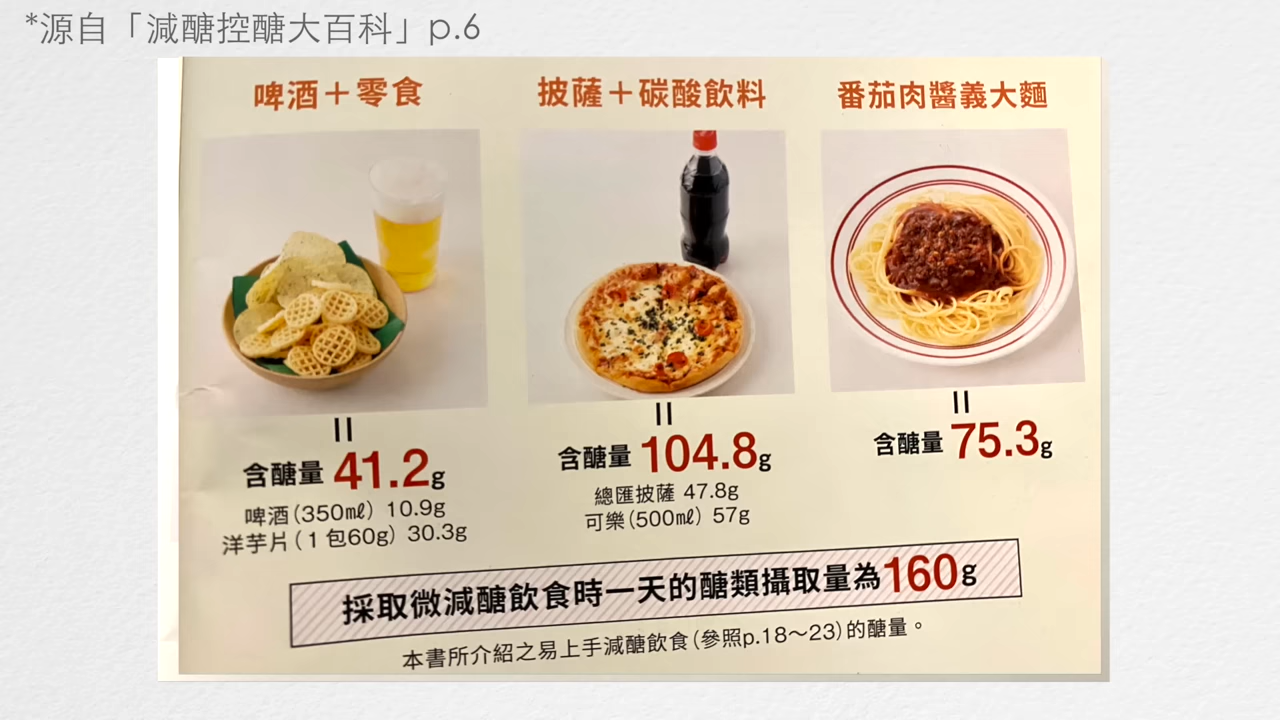 *源自「減醣控醣大百科」p.6
啤酒＋零食
披薩＋碳酸飲料
番茄肉醬義大麵
＝
＝
＝
含醣量 41.2g
啤酒(350㎖) 10.9g
洋芋片(1包60g) 30.3g
含醣量 104.8g
總匯披薩 47.8g
可樂(500㎖) 57g
含醣量 75.3g
採取微減醣飲食時一天的醣類攝取量為160g
本書所介紹之易上手減醣飲食(參照p.18～23)的醣量。